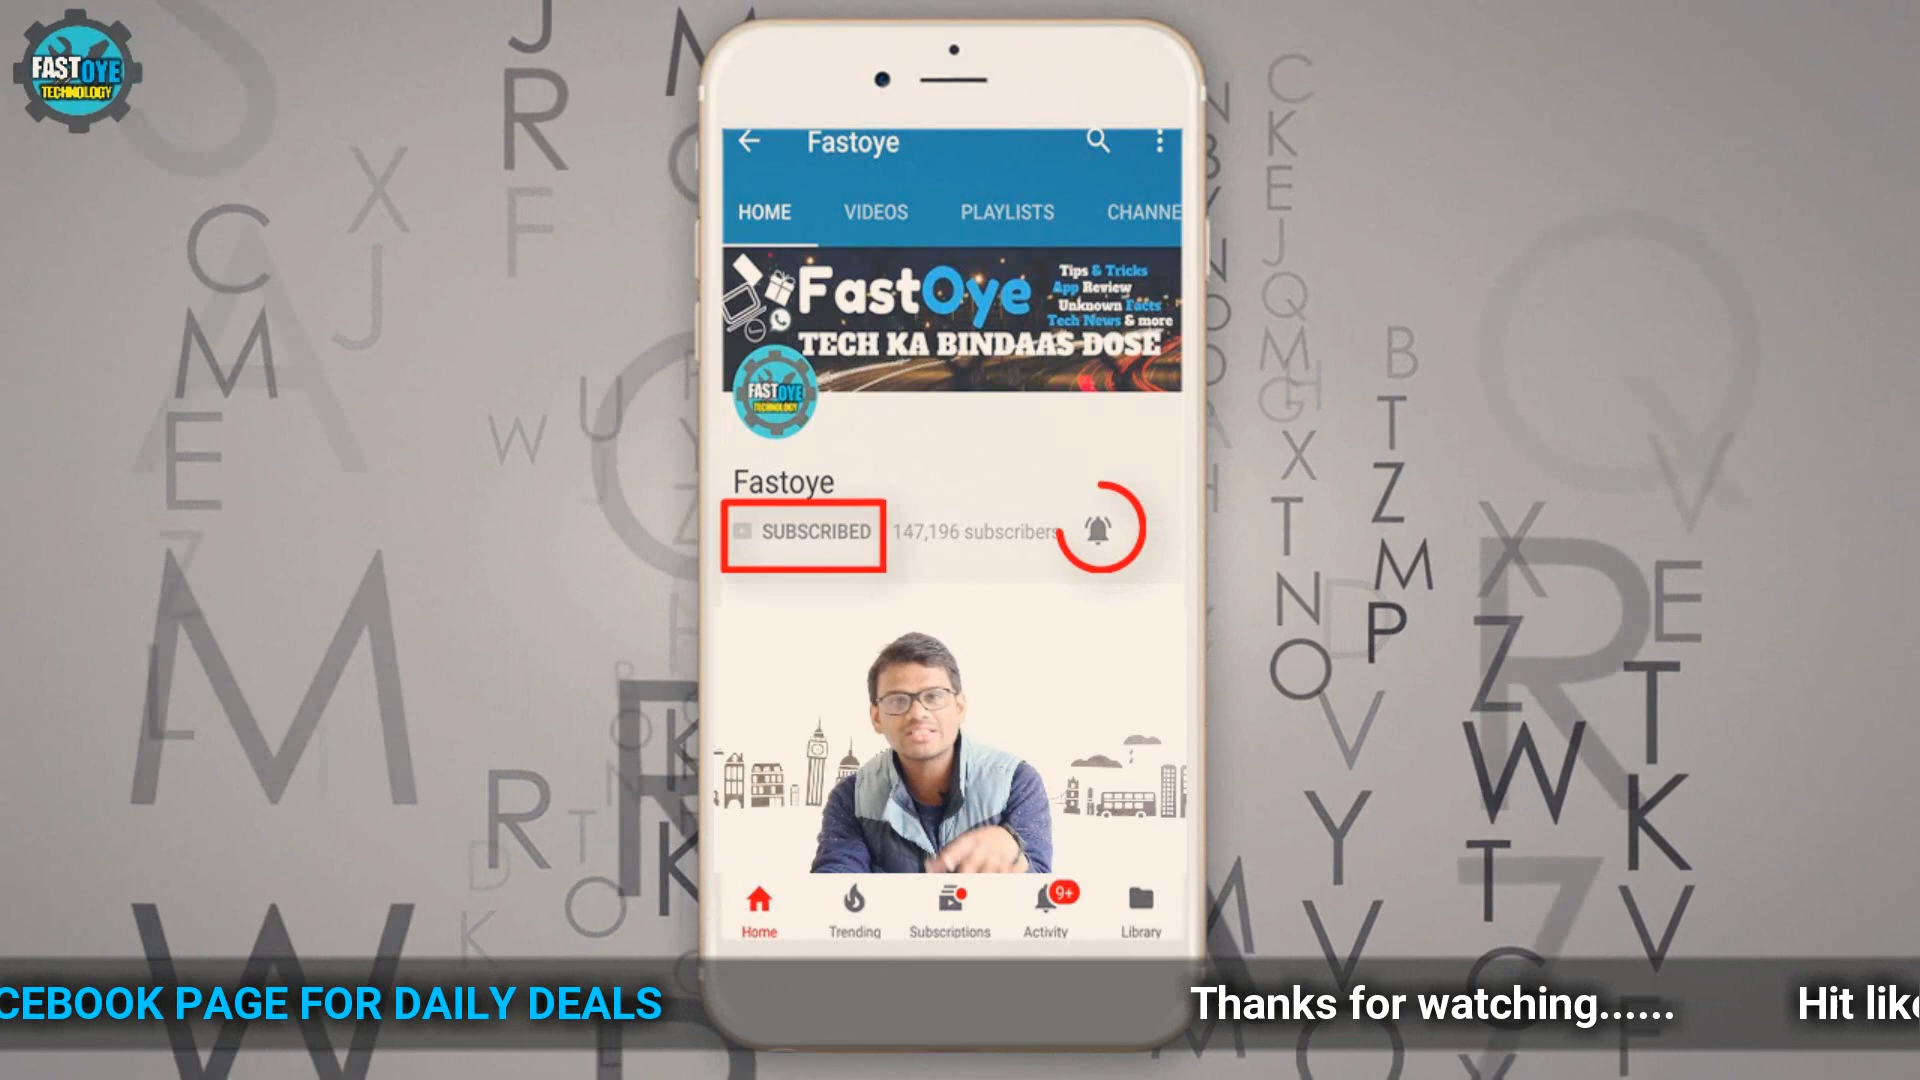 FAST OYE
TECHNOLOGY
Fastoye
HOME VIDEOS PLAYLISTS CHANNE
FastOye
Tips & Tricks
App Review
Unknown Facts
Tech News & more
TECH KA BINDAAS DOSE
FAST OYE
TECHNOLOGY
Fastoye
SUBSCRIBED 147,196 subscribers
9+
Home Trending Subscriptions Activity Library
CEBOOK PAGE FOR DAILY DEALS Thanks for watching...... Hit like